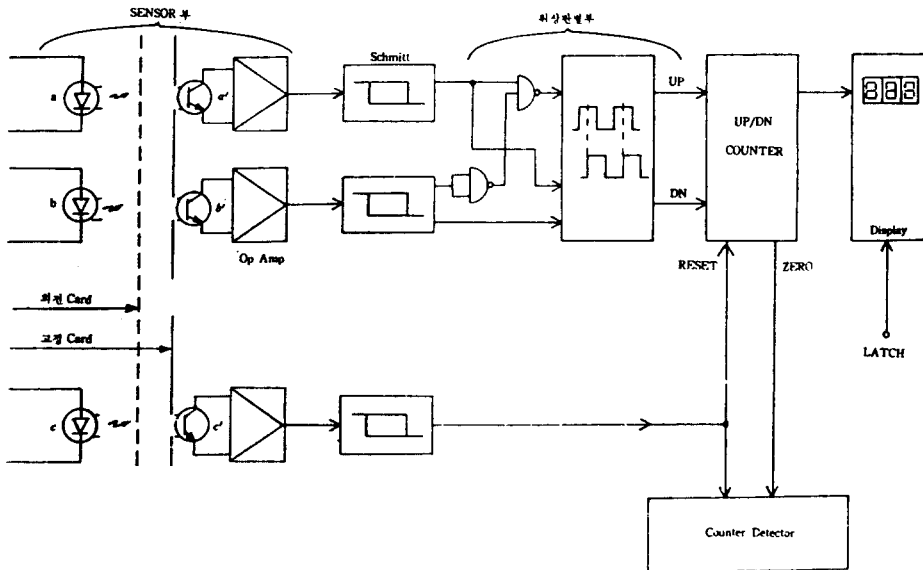 SENSOR 부
위상판별부
Schmitt
a
a'
UP
UP/DN
COUNTER
888
b
b'
DN
Op Amp
Display
RESET
ZERO
회전 Card
고정 Card
LATCH
c
c'
Counter Detector